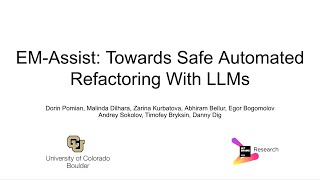 EM-Assist: Towards Safe Automated
Refactoring With LLMs
Dorin Pomian, Malinda Dilhara, Zarina Kurbatova, Abhiram Bellur, Egor Bogomolov
Andrey Sokolov, Timofey Bryksin, Danny Dig
University of Colorado
Boulder
Research